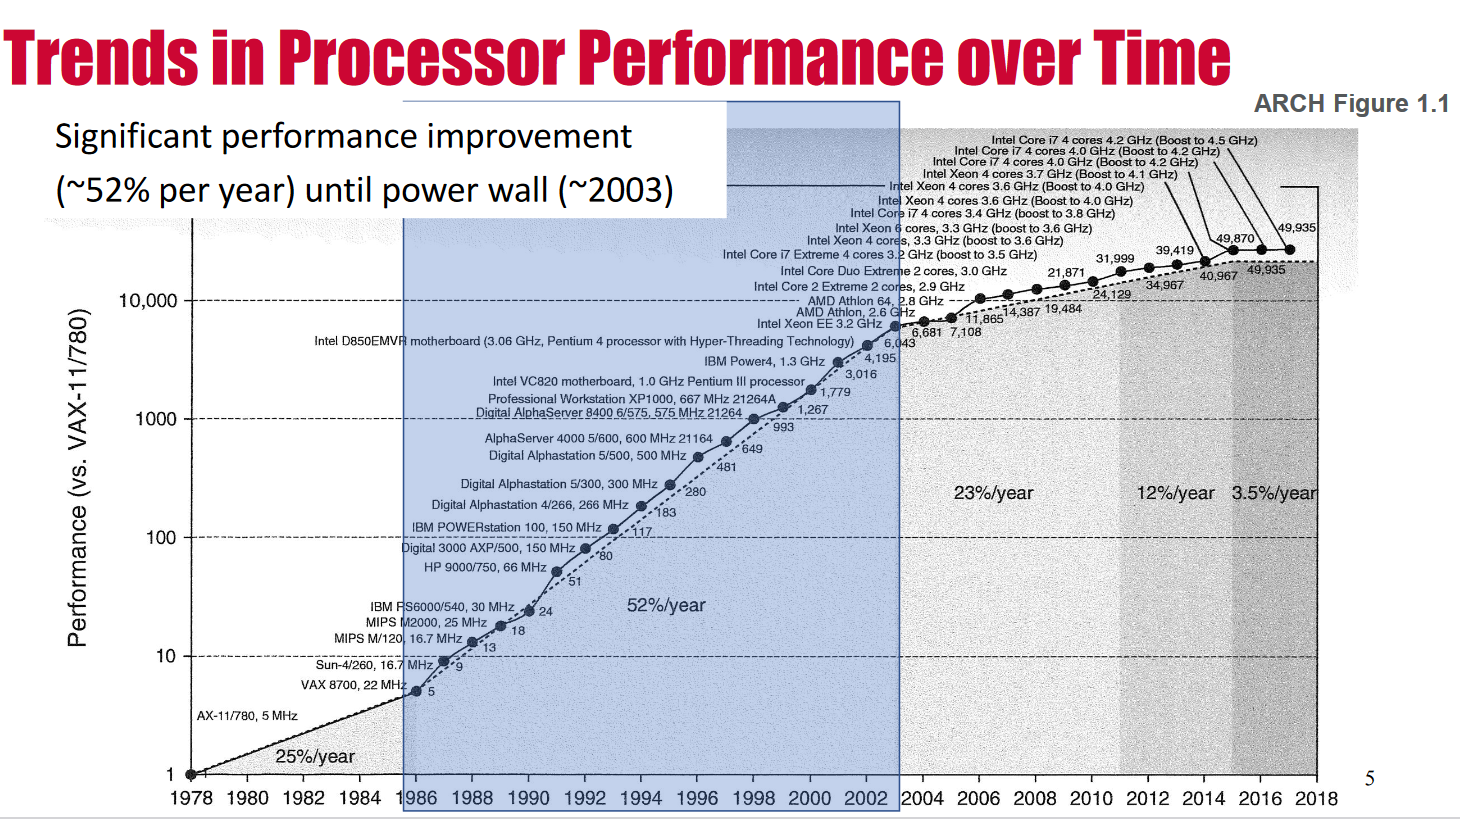 Trends in Processor Performance over Time
ARCH Figure 1.1
Significant performance improvement
(~52% per year) until power wall (~2003)
Intel Core i7 4 cores 4.2 GHz (Boost to 4.5 GHz)
Intel Core i7 4 cores 4.0 GHz (Boost to 4.2 GHz)
Intel Core i7 4 cores 4.0 GHz (Boost to 4.2 GHz)
Intel Xeon 4 cores 3.7 GHz (Boost to 4.1 GHz)
Intel Xeon 4 cores 3.6 GHz (Boost to 4.0 GHz)
Intel Xeon 4 cores 3.6 GHz (Boost to 4.0 GHz)
Intel Core i7 4 cores 3.4 GHz (boost to 3.8 GHz)
Intel Xeon 6 cores, 3.3 GHz (boost to 3.6 GHz)
Intel Xeon 4 cores, 3.3 GHz (boost to 3.6 GHz)
Intel Core i7 Extreme 4 cores 3.2 GHz (boost to 3.5 GHz)
Intel Core Duo Extreme 2 cores, 3.0 GHz
Intel Core 2 Extreme 2 cores, 2.9 GHz
AMD Athlon 64, 2.8 GHz
AMD Athlon, 2.6 GHz
Intel Xeon EE 3.2 GHz
Intel D850EMVR motherboard (3.06 GHz, Pentium 4 processor with Hyper-Threading Technology)
IBM Power4, 1.3 GHz
Intel VC820 motherboard, 1.0 GHz Pentium III processor
Professional Workstation XP1000, 667 MHz 21264A
Digital AlphaServer 8400 6/575, 575 MHz 21264
AlphaServer 4000 5/600, 600 MHz 21164
Digital Alphastation 5/500, 500 MHz
Digital Alphastation 5/300, 300 MHz
Digital Alphastation 4/266, 266 MHz
IBM POWERstation 100, 150 MHz
Digital 3000 AXP/500, 150 MHz
HP 9000/750, 66 MHz
IBM RS6000/540, 30 MHz
MIPS M2000, 25 MHz
MIPS M/120, 16.7 MHz
Sun-4/260, 16.7 MHz
VAX 8700, 22 MHz
AX-11/780, 5 MHz
49,935
49,870
39,419
31,999
21,871
49,935
40,967
34,967
24,129
19,484
14,387
11,865
7,108
6,681
6,043
4,195
3,016
1,779
1,267
993
649
481
280
183
117
80
51
24
18
13
9
5
25%/year
52%/year
23%/year
12%/year
3.5%/year
Performance (vs. VAX-11/780)
10,000
1000
100
10
1
1978 1980 1982 1984 1986 1988 1990 1992 1994 1996 1998 2000 2002 2004 2006 2008 2010 2012 2014 2016 2018
5